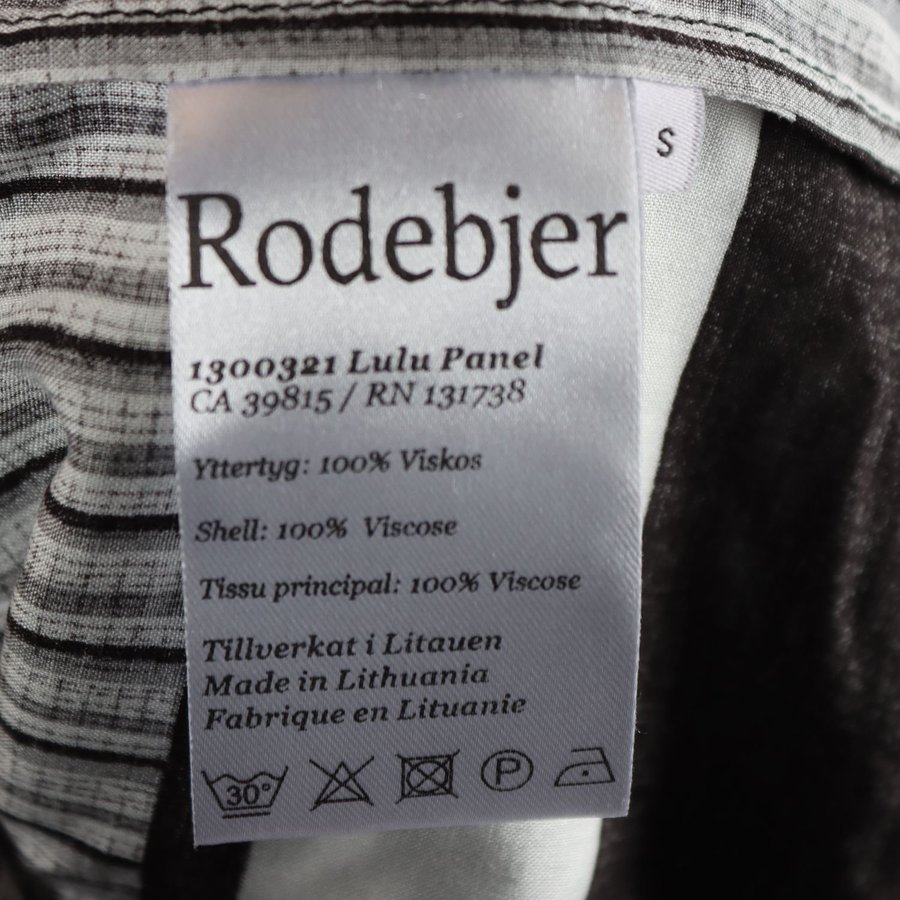 S
Rodebjer
1300321 Lulu Panel
CA 39815 / RN 131738
Yttertyg: 100% Viskos
Shell: 100% Viscose
Tissu principal: 100% Viscose
Tillverkat i Litauen
Made in Lithuania
Fabrique en Lituanie
30° P